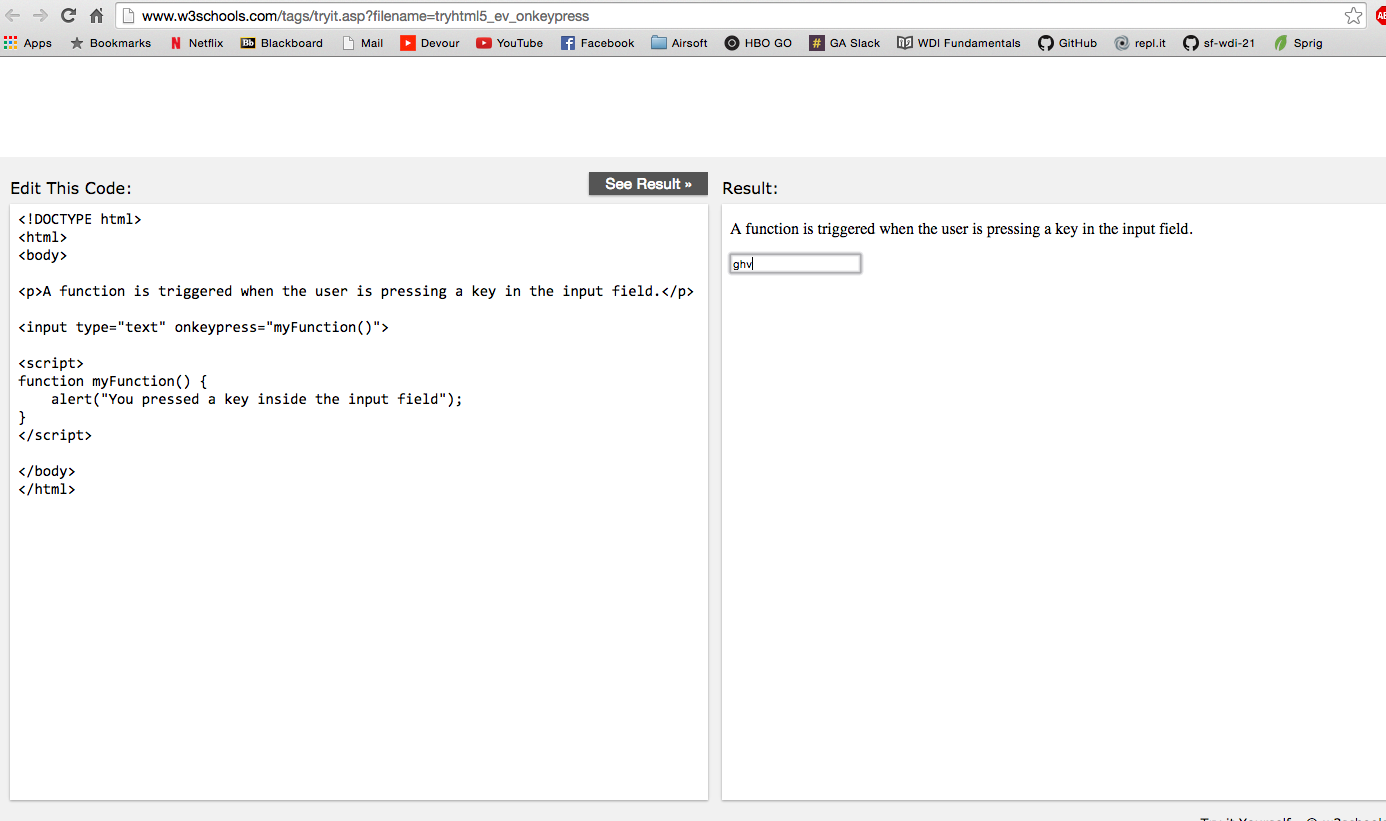 www.w3schools.com/tags/tryit.asp?filename=tryhtml5_ev_onkeypress
Apps Bookmarks Netflix Blackboard Mail Devour YouTube Facebook Airsoft HBO GO GA Slack WDI Fundamentals GitHub repl.it sf-wdi-21 Sprig
Edit This Code:
See Result »
<!DOCTYPE html>
<html>
<body>
<p>A function is triggered when the user is pressing a key in the input field.</p>
<input type="text" onkeypress="myFunction()">
<script>
function myFunction() {
    alert("You pressed a key inside the input field");
}
</script>
</body>
</html>
Result:
A function is triggered when the user is pressing a key in the input field.
ghv